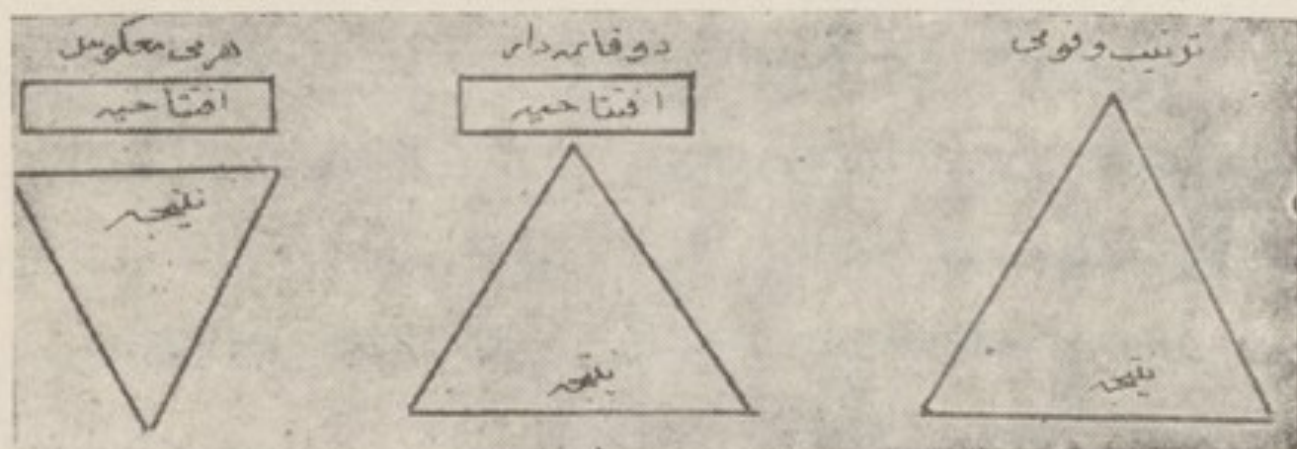 ترتیب وقوعی
نتیجه
دو قاعده دار
افتتاحیه
نتیجه
هرمی معکوس
افتتاحیه
نتیجه